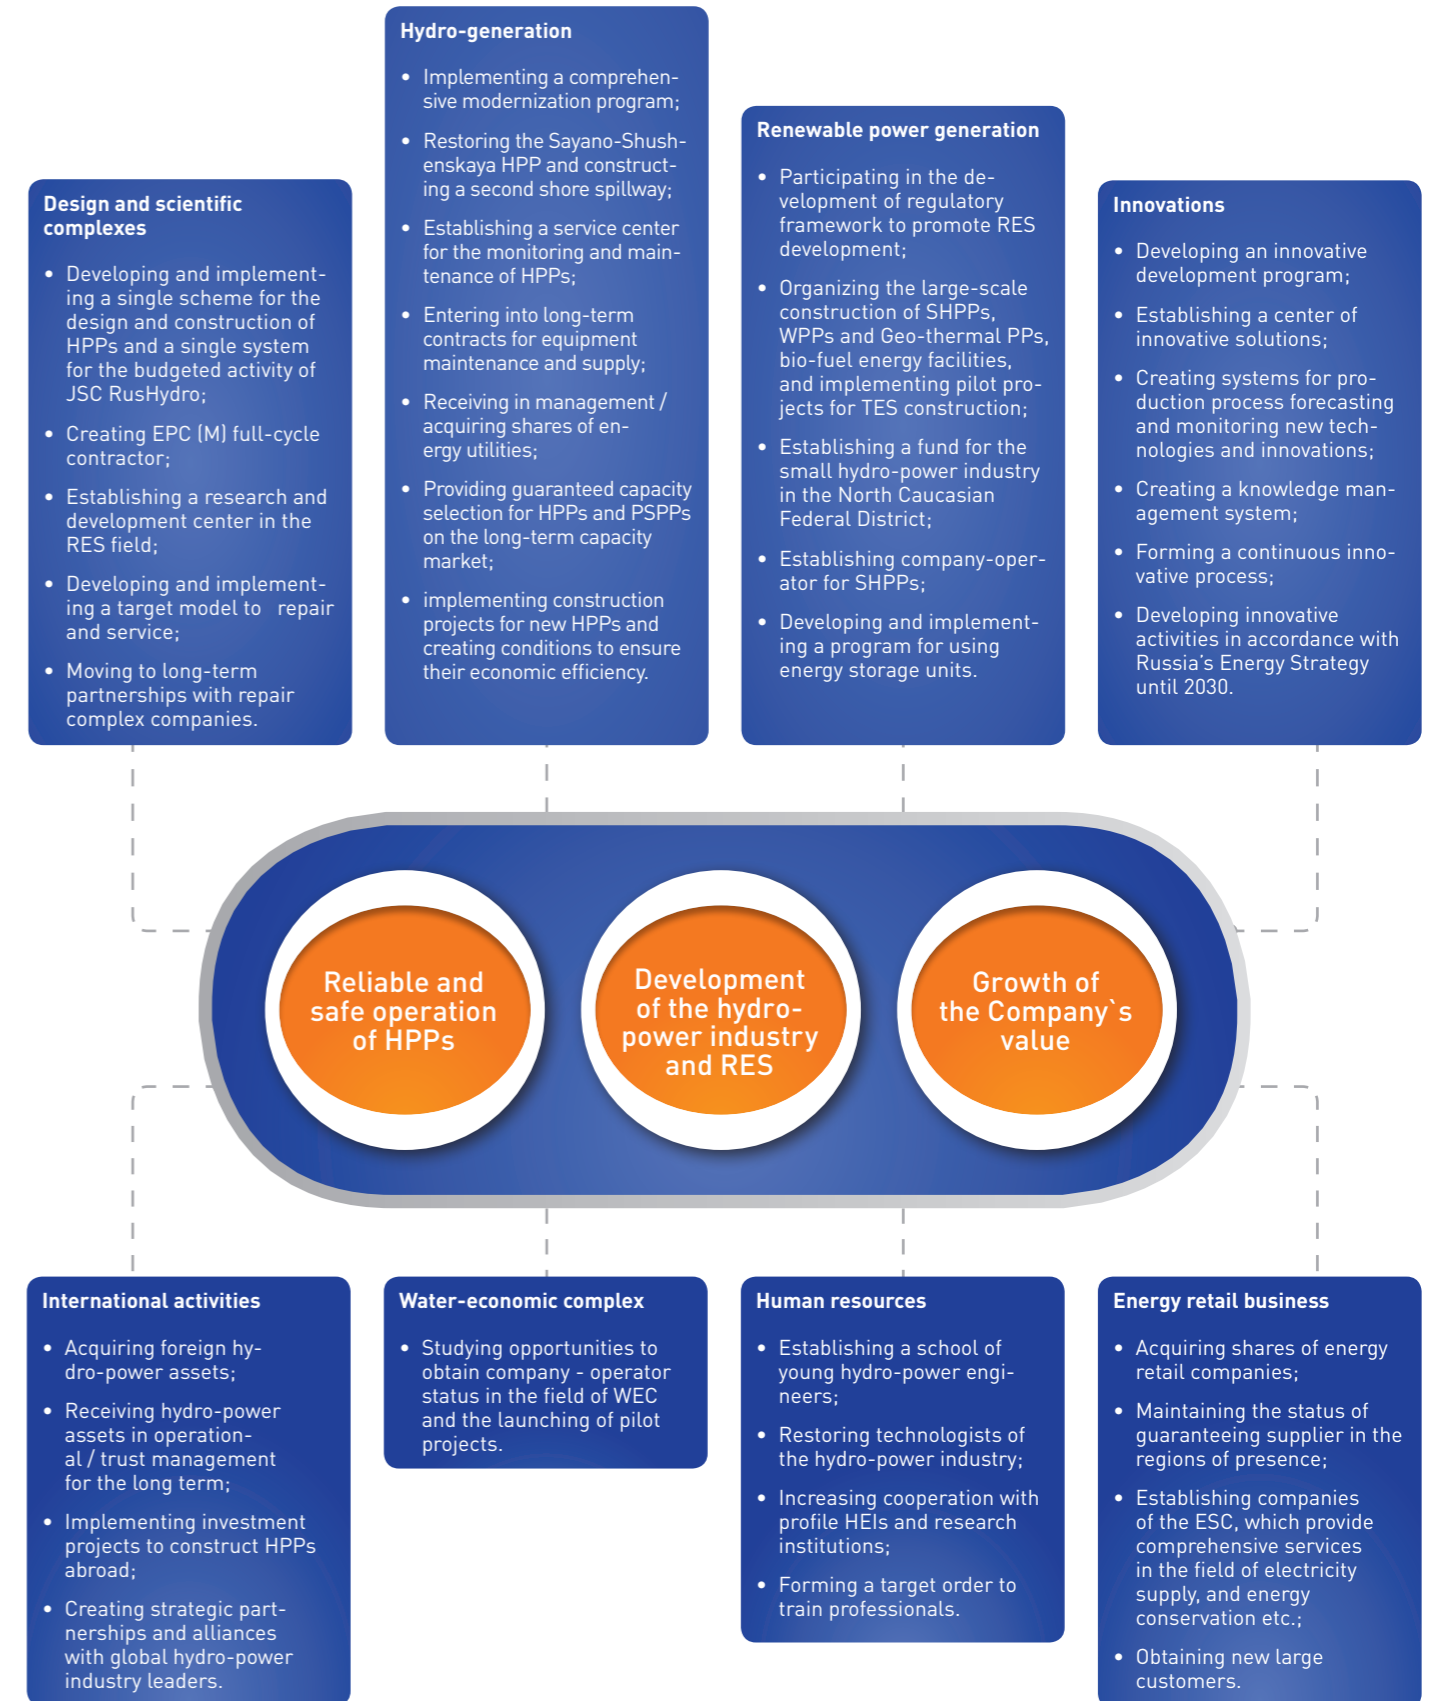 Design and scientific
complexes
• Developing and implement-
ing a single scheme for the
design and construction of
HPPs and a single system
for the budgeted activity of
JSC RusHydro;
• Creating EPC (M) full-cycle
contractor;
• Establishing a research and
development center in the
RES field;
• Developing and implement-
ing a target model to repair
and service;
• Moving to long-term
partnerships with repair
complex companies.
Hydro-generation
• Implementing a comprehen-
sive modernization program;
• Restoring the Sayano-Shush-
enskaya HPP and construct-
ing a second shore spillway;
• Establishing a service center
for the monitoring and main-
tenance of HPPs;
• Entering into long-term
contracts for equipment
maintenance and supply;
• Receiving in management /
acquiring shares of en-
ergy utilities;
• Providing guaranteed capacity
selection for HPPs and PSPPs
on the long-term capacity
market;
• implementing construction
projects for new HPPs and
creating conditions to ensure
their economic efficiency.
Renewable power generation
• Participating in the de-
velopment of regulatory
framework to promote RES
development;
• Organizing the large-scale
construction of SHPPs,
WPPs and Geo-thermal PPs,
bio-fuel energy facilities,
and implementing pilot pro-
jects for TES construction;
• Establishing a fund for the
small hydro-power industry
in the North Caucasian
Federal District;
• Establishing company-oper-
ator for SHPPs;
• Developing and implement-
ing a program for using
energy storage units.
Innovations
• Developing an innovative
development program;
• Establishing a center of
innovative solutions;
• Creating systems for pro-
duction process forecasting
and monitoring new tech-
nologies and innovations;
• Creating a knowledge man-
agement system;
• Forming a continuous inno-
vative process;
• Developing innovative
activities in accordance with
Russia's Energy Strategy
until 2030.
Reliable and
safe operation
of HPPs
Development
of the hydro-
power industry
and RES
Growth of
the Company`s
value
International activities
• Acquiring foreign hy-
dro-power assets;
• Receiving hydro-power
assets in operation-
al / trust management
for the long term;
• Implementing investment
projects to construct HPPs
abroad;
• Creating strategic part-
nerships and alliances
with global hydro-power
industry leaders.
Water-economic complex
• Studying opportunities to
obtain company - operator
status in the field of WEC
and the launching of pilot
projects.
Human resources
• Establishing a school of
young hydro-power engi-
neers;
• Restoring technologists of
the hydro-power industry;
• Increasing cooperation with
profile HEIs and research
institutions;
• Forming a target order to
train professionals.
Energy retail business
• Acquiring shares of energy
retail companies;
• Maintaining the status of
guaranteeing supplier in the
regions of presence;
• Establishing companies
of the ESC, which provide
comprehensive services
in the field of electricity
supply, and energy
conservation etc.;
• Obtaining new large
customers.